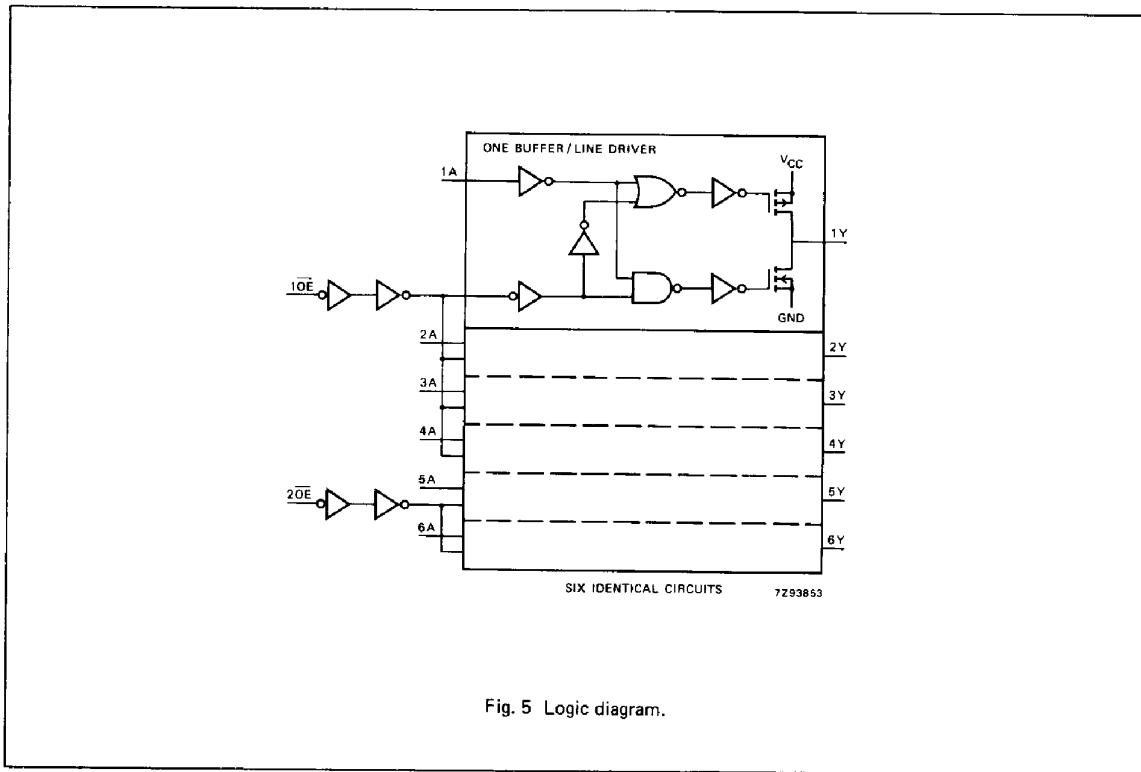 ONE BUFFER/LINE DRIVER
VCC
1A
1Y
1OE
GND
2A
2Y
3A
3Y
4A
4Y
5A
2OE
5Y
6A
6Y
SIX IDENTICAL CIRCUITS
7Z93853
Fig. 5 Logic diagram.